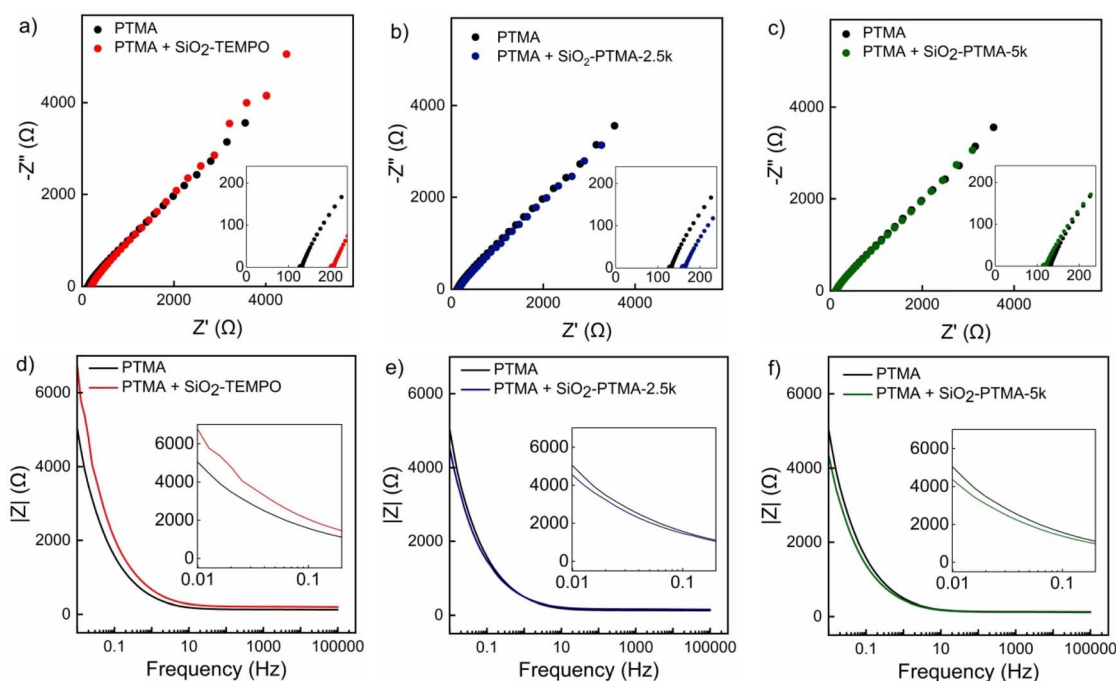 a)
PTMA
PTMA + SiO2-TEMPO
-Z'' (Ω)
4000
2000
0
200
100
0
0 100 200
0 2000 4000
Z' (Ω)
b)
PTMA
PTMA + SiO2-PTMA-2.5k
-Z'' (Ω)
4000
2000
0
200
100
0
0 100 200
0 2000 4000
Z' (Ω)
c)
PTMA
PTMA + SiO2-PTMA-5k
-Z'' (Ω)
4000
2000
0
200
100
0
0 100 200
0 2000 4000
Z' (Ω)
d)
PTMA
PTMA + SiO2-TEMPO
|Z| (Ω)
6000
4000
2000
0
6000
4000
2000
0
0.01 0.1
0.1 10 1000 100000
Frequency (Hz)
e)
PTMA
PTMA + SiO2-PTMA-2.5k
|Z| (Ω)
6000
4000
2000
0
6000
4000
2000
0
0.01 0.1
0.1 10 1000 100000
Frequency (Hz)
f)
PTMA
PTMA + SiO2-PTMA-5k
|Z| (Ω)
6000
4000
2000
0
6000
4000
2000
0
0.01 0.1
0.1 10 1000 100000
Frequency (Hz)